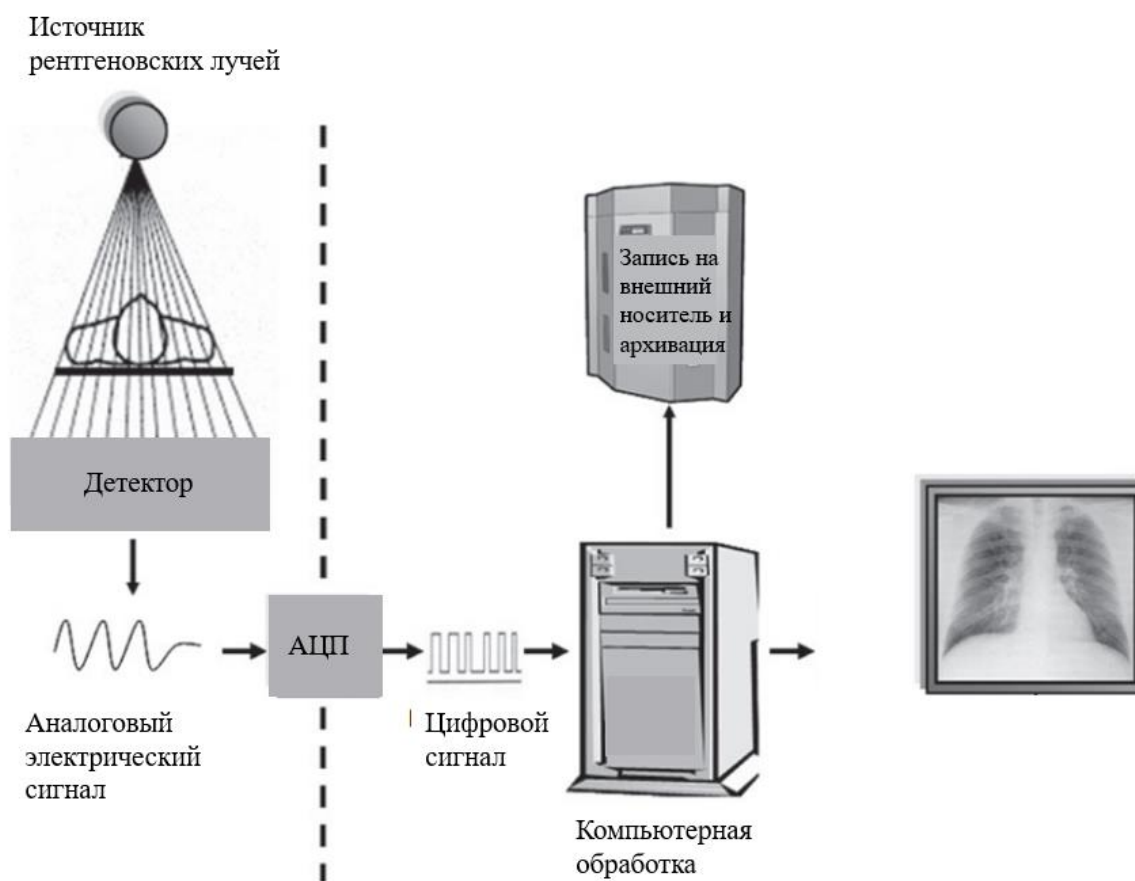 Источник
рентгеновских лучей
Запись на
внешний
носитель и
архивация
Детектор
АЦП
Аналоговый
электрический
сигнал
Цифровой
сигнал
Компьютерная
обработка